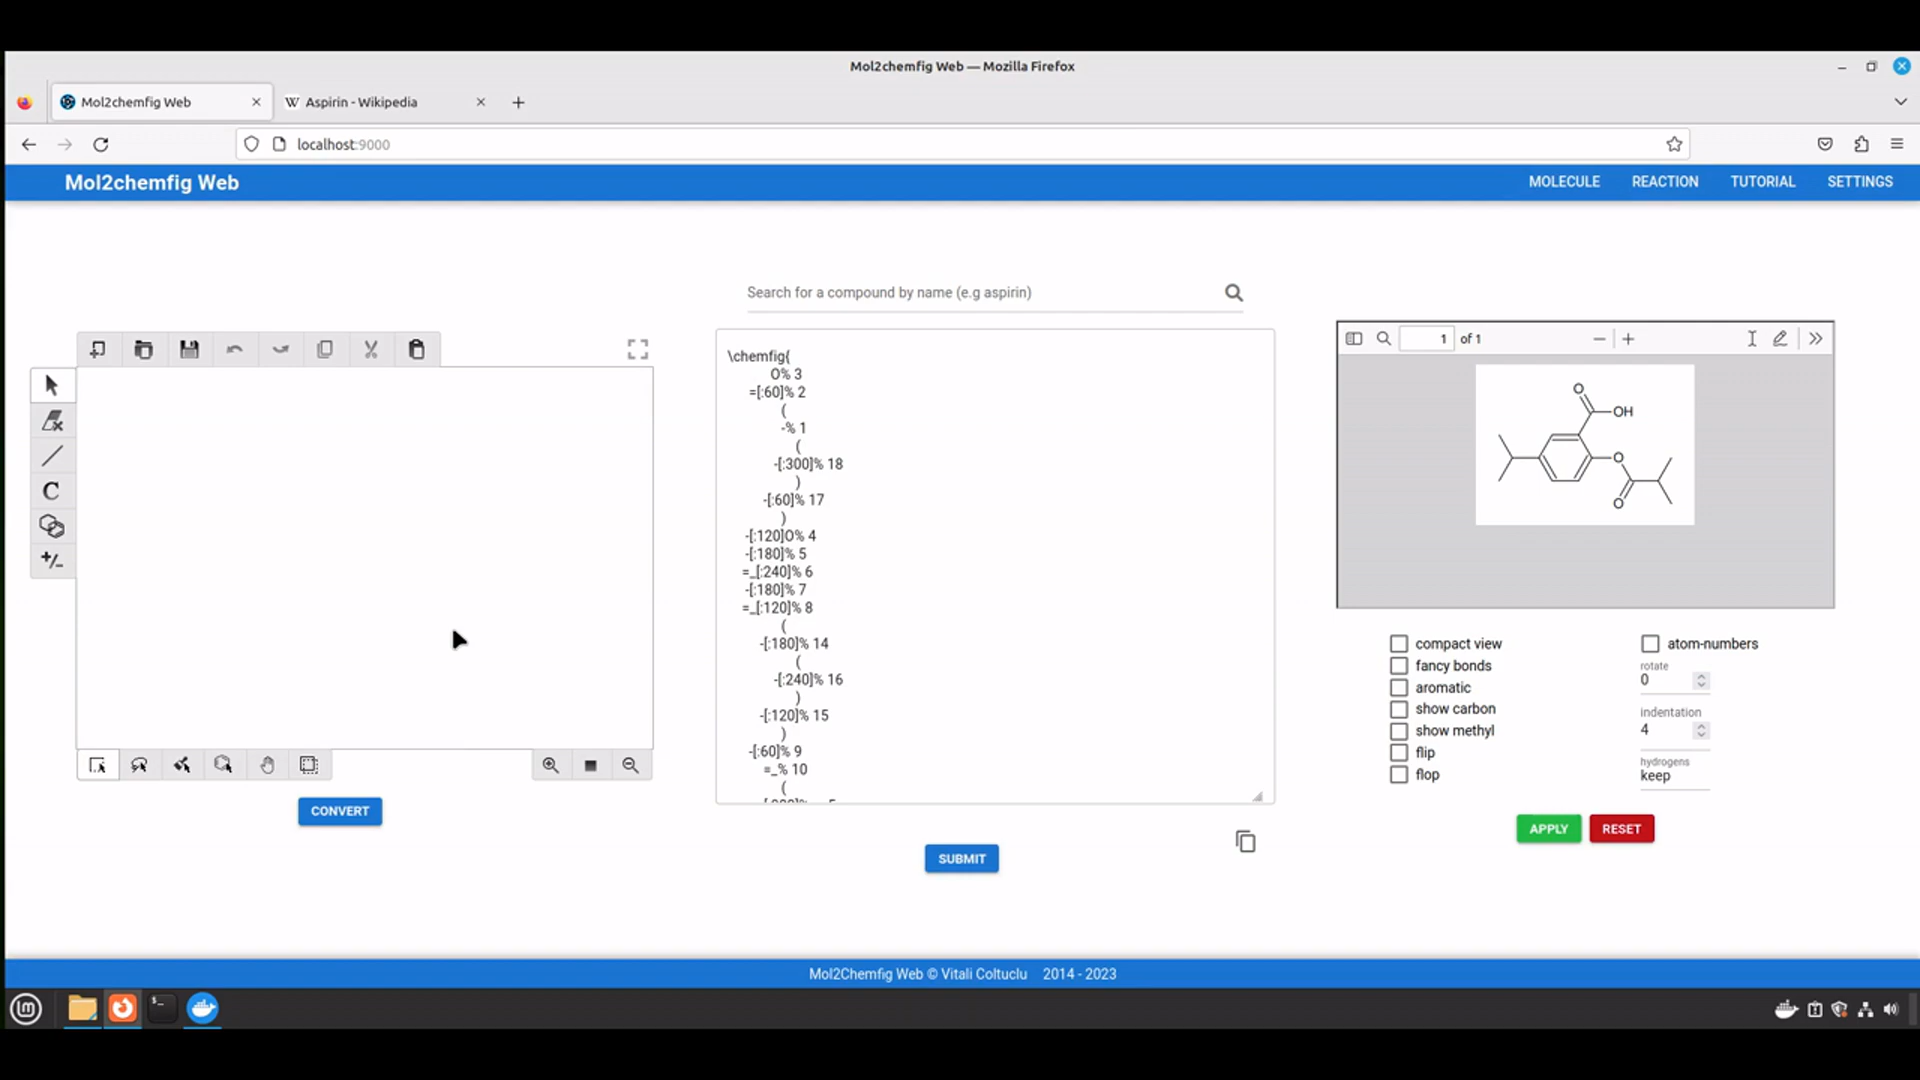 Mol2chemfig Web — Mozilla Firefox
Mol2chemfig Web
W Aspirin - Wikipedia
localhost:9000
Mol2chemfig Web
MOLECULE REACTION TUTORIAL SETTINGS
Search for a compound by name (e.g aspirin)
C
+/-
\chemfig{
O% 3
=[:60]% 2
(
-% 1
(
-[:300]% 18
)
-[:60]% 17
)
-[:120]O% 4
-[:180]% 5
=_[:240]% 6
-[:180]% 7
=_[:120]% 8
(
-[:180]% 14
(
-[:240]% 16
)
-[:120]% 15
)
-[:60]% 9
=_% 10
(
CONVERT
SUBMIT
1 of 1
O
OH
O
O
compact view
fancy bonds
aromatic
show carbon
show methyl
flip
flop
atom-numbers
rotate
0
indentation
4
hydrogens
keep
APPLY RESET
Mol2Chemfig Web © Vitali Coltuclu 2014 - 2023